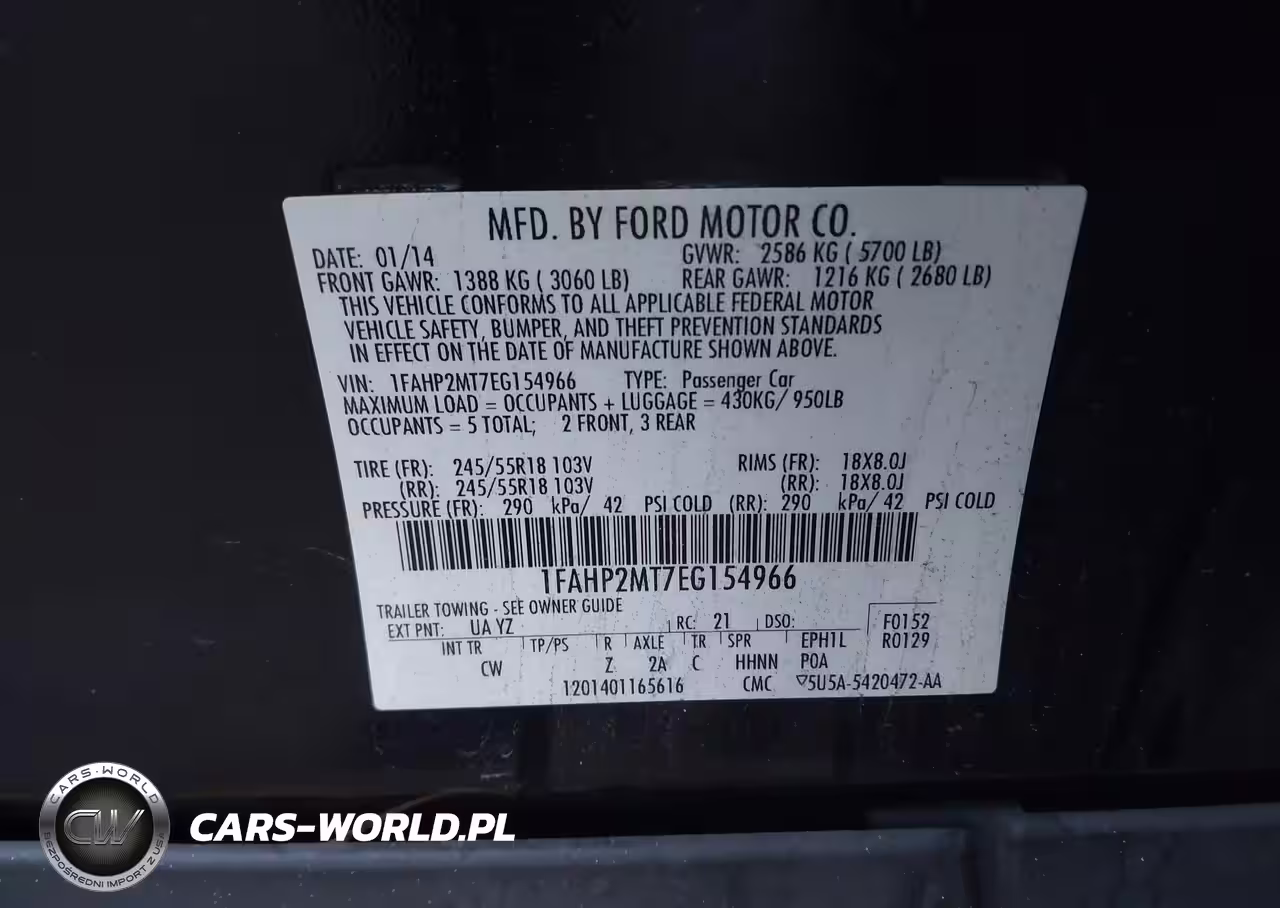 MFD. BY FORD MOTOR CO.
DATE: 01/14 GVWR: 2586 KG ( 5700 LB)
FRONT GAWR: 1388 KG ( 3060 LB) REAR GAWR: 1216 KG ( 2680 LB)
THIS VEHICLE CONFORMS TO ALL APPLICABLE FEDERAL MOTOR
VEHICLE SAFETY, BUMPER, AND THEFT PREVENTION STANDARDS
IN EFFECT ON THE DATE OF MANUFACTURE SHOWN ABOVE.
VIN: 1FAHP2MT7EG154966 TYPE: Passenger Car
MAXIMUM LOAD = OCCUPANTS + LUGGAGE = 430KG/ 950LB
OCCUPANTS = 5 TOTAL; 2 FRONT, 3 REAR
TIRE (FR): 245/55R18 103V RIMS (FR): 18X8.0J
(RR): 245/55R18 103V (RR): 18X8.0J
PRESSURE (FR): 290 kPa/ 42 PSI COLD (RR): 290 kPa/ 42 PSI COLD
1FAHP2MT7EG154966
TRAILER TOWING - SEE OWNER GUIDE
EXT PNT: UA YZ RC: 21 DSO: F0152
INT TR TP/PS R AXLE TR SPR EPH1L R0129
CW Z 2A C HHNN POA
1201401165616 CMC ▽5U5A-5420472-AA
CARS-WORLD
CW
BEZPOŚREDNI IMPORT Z USA
CARS-WORLD.PL